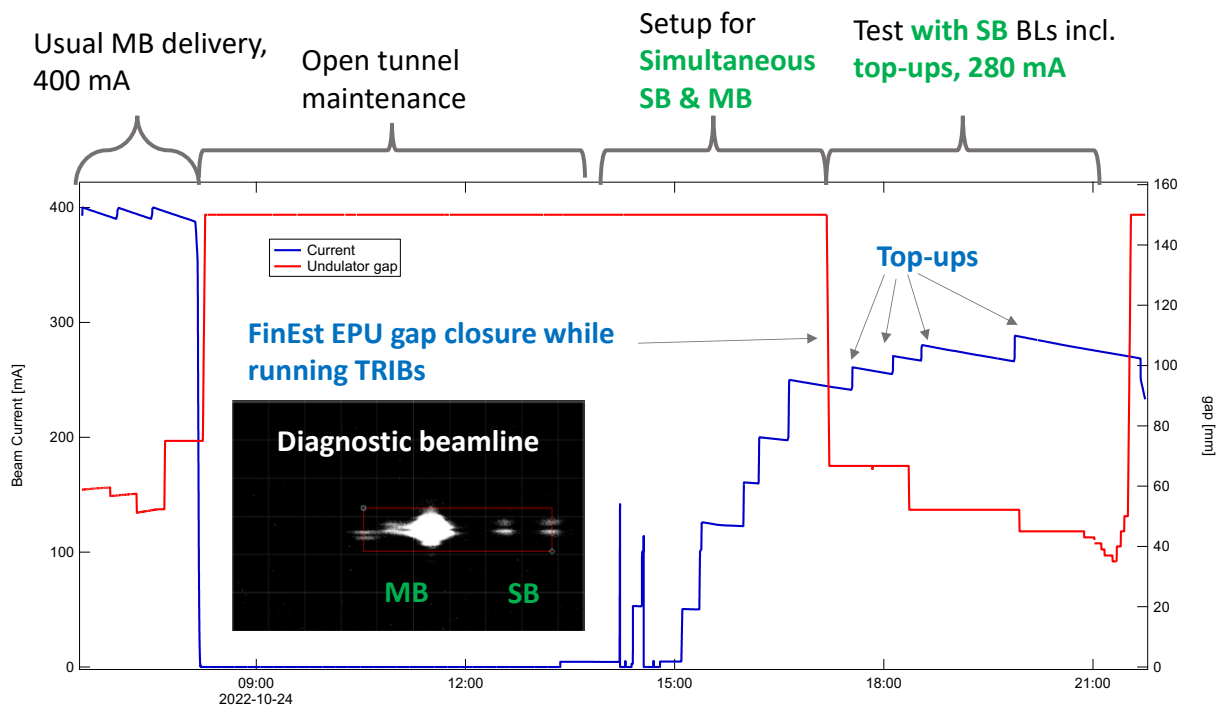 Usual MB delivery,
400 mA
Open tunnel
maintenance
Setup for
Simultaneous
SB & MB
Test with SB BLs incl.
top-ups, 280 mA
400
300
200
100
0
Beam Current [mA]
160
140
120
100
80
60
40
20
0
gap [mm]
Current
Undulator gap
Top-ups
FinEst EPU gap closure while
running TRIBs
Diagnostic beamline
MB
SB
09:00
2022-10-24
12:00
15:00
18:00
21:00